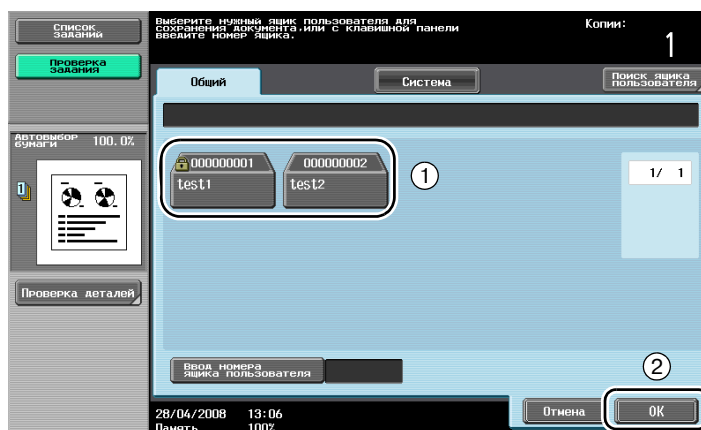 Список
заданий
Проверка
задания
Выберите нужный ящик пользователя для
сохранения документа,или с клавишной панели
введите номер ящика.
Копии:
1
Общий
Система
Поиск ящика
пользователя
Автовыбор
бумаги
100.0%
000000001
test1
000000002
test2
1
1/ 1
1
Проверка деталей
Ввод номера
ящика пользователя
2
Отмена
OK
28/04/2008 13:06
Память 100%